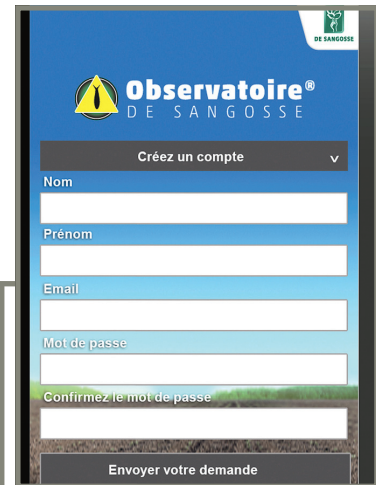 DE SANGOSSE
Observatoire®
DE SANGOSSE
Créez un compte
Nom
Prénom
Email
Mot de passe
Confirmez le mot de passe
Envoyer votre demande